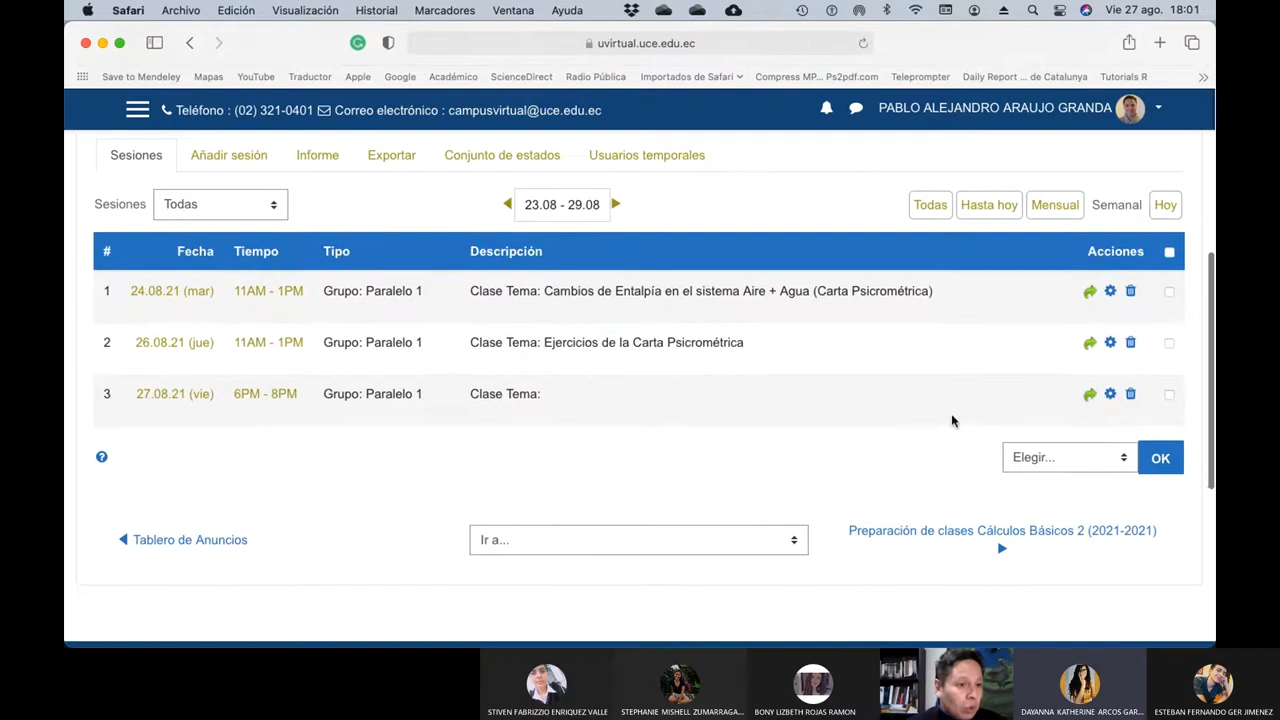 Safari Archivo Edición Visualización Historial Marcadores Ventana Ayuda Vie 27 ago. 18:01
uvirtual.uce.edu.ec
Save to Mendeley Mapas YouTube Traductor Apple Google Académico ScienceDirect Radio Pública Importados de Safari Compress MP... Ps2pdf.com Teleprompter Daily Report ... de Catalunya Tutorials R
Teléfono : (02) 321-0401 Correo electrónico : campusvirtual@uce.edu.ec PABLO ALEJANDRO ARAUJO GRANDA
Sesiones Añadir sesión Informe Exportar Conjunto de estados Usuarios temporales
Sesiones Todas 23.08 - 29.08 Todas Hasta hoy Mensual Semanal Hoy
# Fecha Tiempo Tipo Descripción Acciones
1 24.08.21 (mar) 11AM - 1PM Grupo: Paralelo 1 Clase Tema: Cambios de Entalpía en el sistema Aire + Agua (Carta Psicrométrica)
2 26.08.21 (jue) 11AM - 1PM Grupo: Paralelo 1 Clase Tema: Ejercicios de la Carta Psicrométrica
3 27.08.21 (vie) 6PM - 8PM Grupo: Paralelo 1 Clase Tema:
Elegir... OK
Tablero de Anuncios Ir a... Preparación de clases Cálculos Básicos 2 (2021-2021)
STIVEN FABRIZZIO ENRIQUEZ VALLE STEPHANIE MISHELL ZUMARRAGA... BONY LIZBETH ROJAS RAMON DAYANNA KATHERINE ARCOS GAR... ESTEBAN FERNANDO GER JIMENEZ